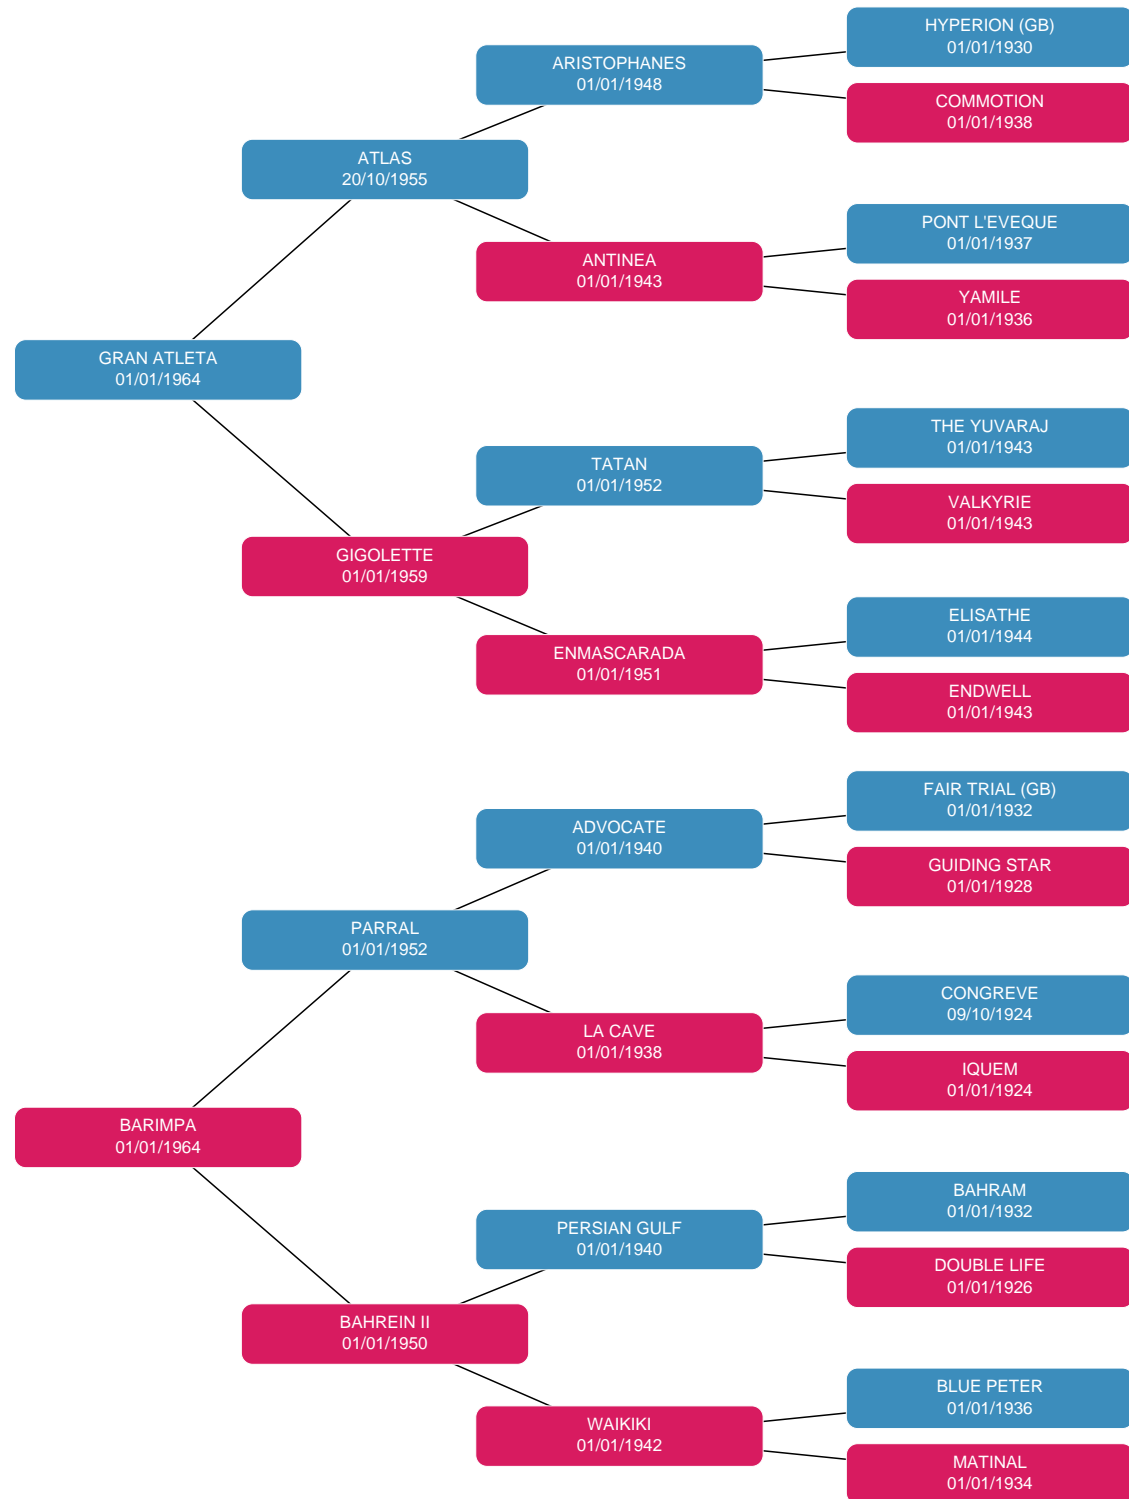 HYPERION (GB)
01/01/1930
ARISTOPHANES
01/01/1948
COMMOTION
01/01/1938
ATLAS
20/10/1955
PONT L'EVEQUE
01/01/1937
ANTINEA
01/01/1943
YAMILE
01/01/1936
GRAN ATLETA
01/01/1964
THE YUVARAJ
01/01/1943
TATAN
01/01/1952
VALKYRIE
01/01/1943
GIGOLETTE
01/01/1959
ELISATHE
01/01/1944
ENMASCARADA
01/01/1951
ENDWELL
01/01/1943
FAIR TRIAL (GB)
01/01/1932
ADVOCATE
01/01/1940
GUIDING STAR
01/01/1928
PARRAL
01/01/1952
CONGREVE
09/10/1924
LA CAVE
01/01/1938
IQUEM
01/01/1924
BARIMPA
01/01/1964
BAHRAM
01/01/1932
PERSIAN GULF
01/01/1940
DOUBLE LIFE
01/01/1926
BAHREIN II
01/01/1950
BLUE PETER
01/01/1936
WAIKIKI
01/01/1942
MATINAL
01/01/1934